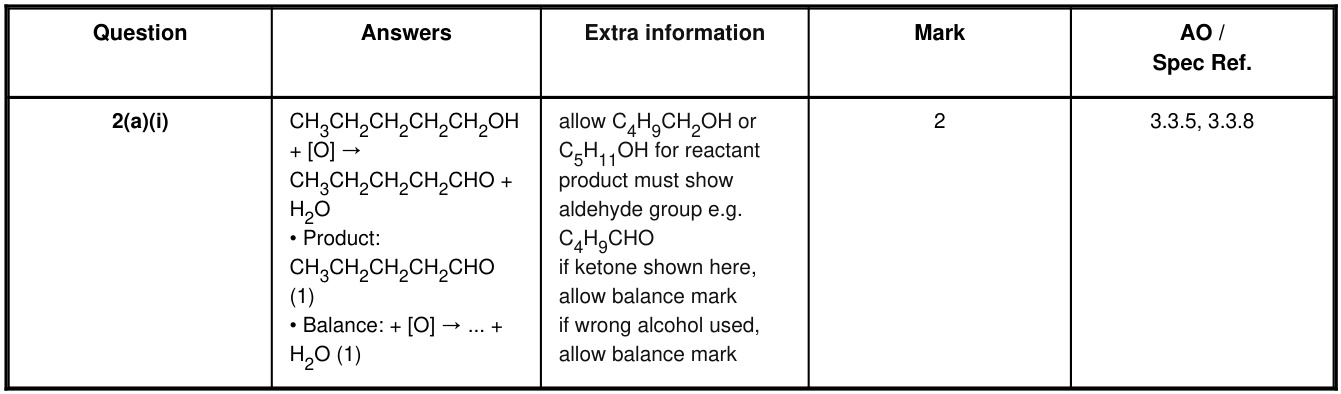 Question
Answers
Extra information
Mark
AO /
Spec Ref.
2(a)(i)
CH₃CH₂CH₂CH₂CH₂OH
+ [O] →
CH₃CH₂CH₂CH₂CHO +
H₂O
• Product:
CH₃CH₂CH₂CH₂CHO
(1)
• Balance: + [O] → ... +
H₂O (1)
allow C₄H₉CH₂OH or
C₅H₁₁OH for reactant
product must show
aldehyde group e.g.
C₄H₉CHO
if ketone shown here,
allow balance mark
if wrong alcohol used,
allow balance mark
2
3.3.5, 3.3.8